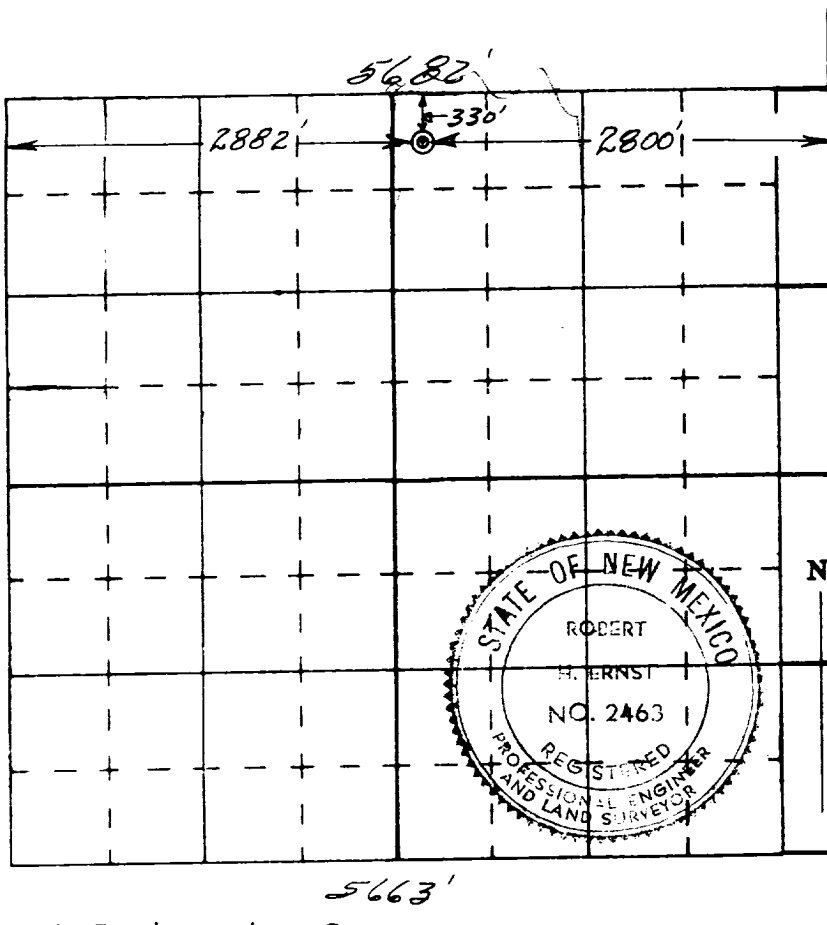 5682'
330'
2882'
2800'
N
STATE OF NEW MEXICO
ROBERT
H. ERNST
NO. 2463
REGISTERED
PROFESSIONAL ENGINEER
AND LAND SURVEYOR
5663'